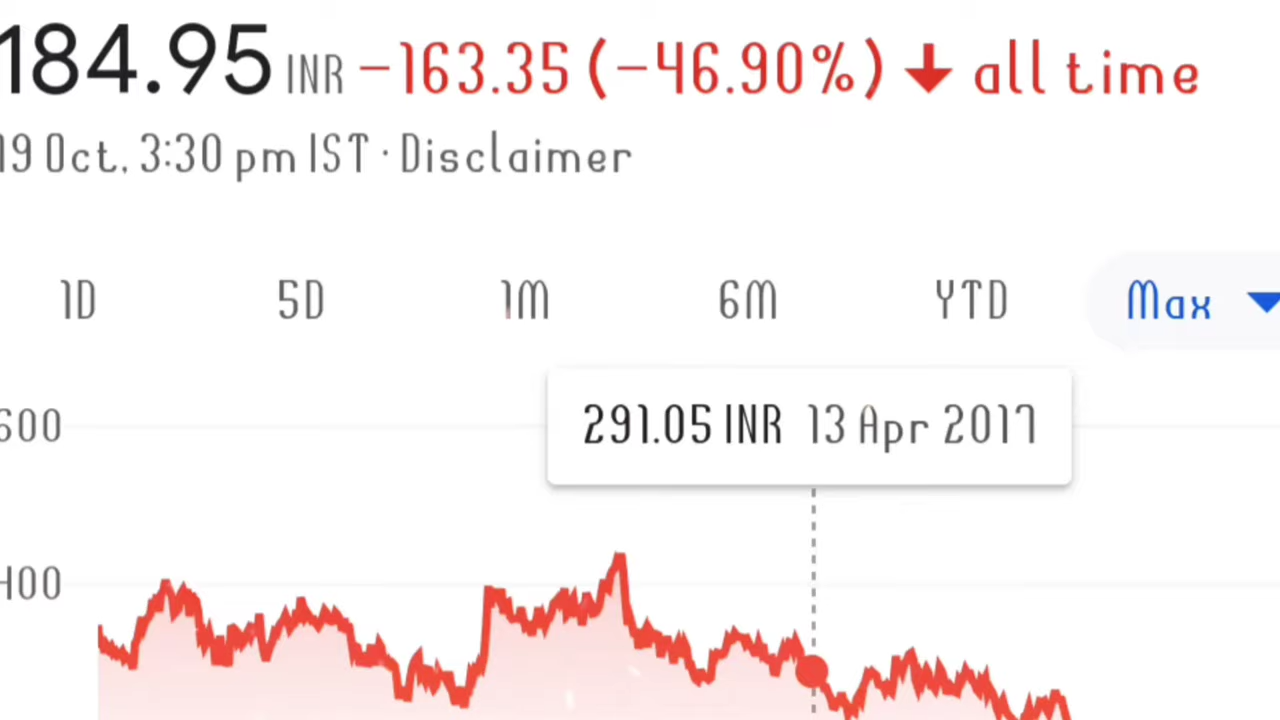 184.95 INR −163.35 (−46.90%) all time
19 Oct, 3:30 pm IST · Disclaimer
1D 5D 1M 6M YTD Max
291.05 INR 13 Apr 2017
600
400